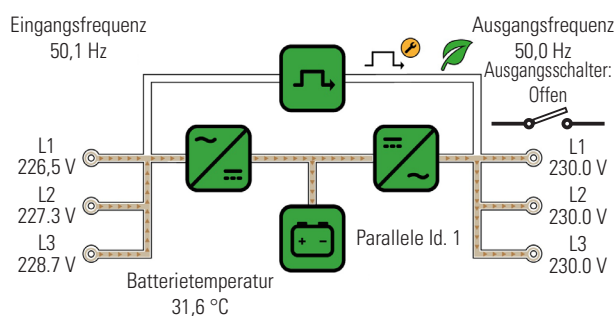 Eingangsfrequenz
50,1 Hz
Ausgangsfrequenz
50,0 Hz
Ausgangsschalter:
Offen
L1
226,5 V
L2
227.3 V
L3
228.7 V
L1
230.0 V
L2
230.0 V
L3
230.0 V
Parallele Id. 1
Batterietemperatur
31,6 °C